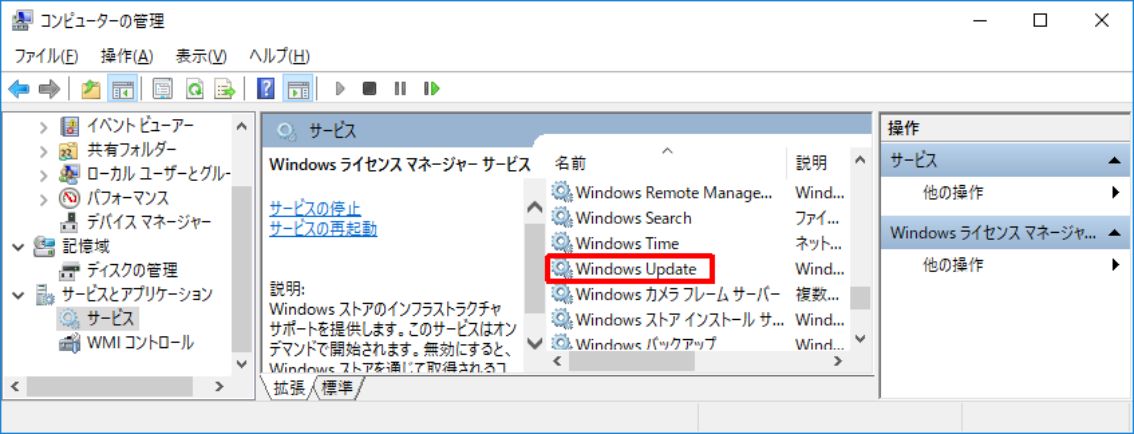 コンピューターの管理
ファイル(F) 操作(A) 表示(V) ヘルプ(H)
イベント ビューアー
共有フォルダー
ローカル ユーザーとグル-
パフォーマンス
デバイス マネージャー
記憶域
ディスクの管理
サービスとアプリケーション
サービス
WMI コントロール
サービス
Windows ライセンス マネージャー サービス
サービスの停止
サービスの再起動
説明:
Windows ストアのインフラストラクチャ
サポートを提供します。このサービスはオン
デマンドで開始されます。無効にすると、
Windows ストアを通じて取得されるコ
名前 説明
Windows Remote Manage... Wind...
Windows Search ファイ...
Windows Time ネット...
Windows Update Wind...
Windows カメラ フレーム サーバー 複数...
Windows ストア インストール サ... Wind...
Windows バックアップ Wind...
拡張 標準
操作
サービス
他の操作
Windows ライセンス マネージャ...
他の操作